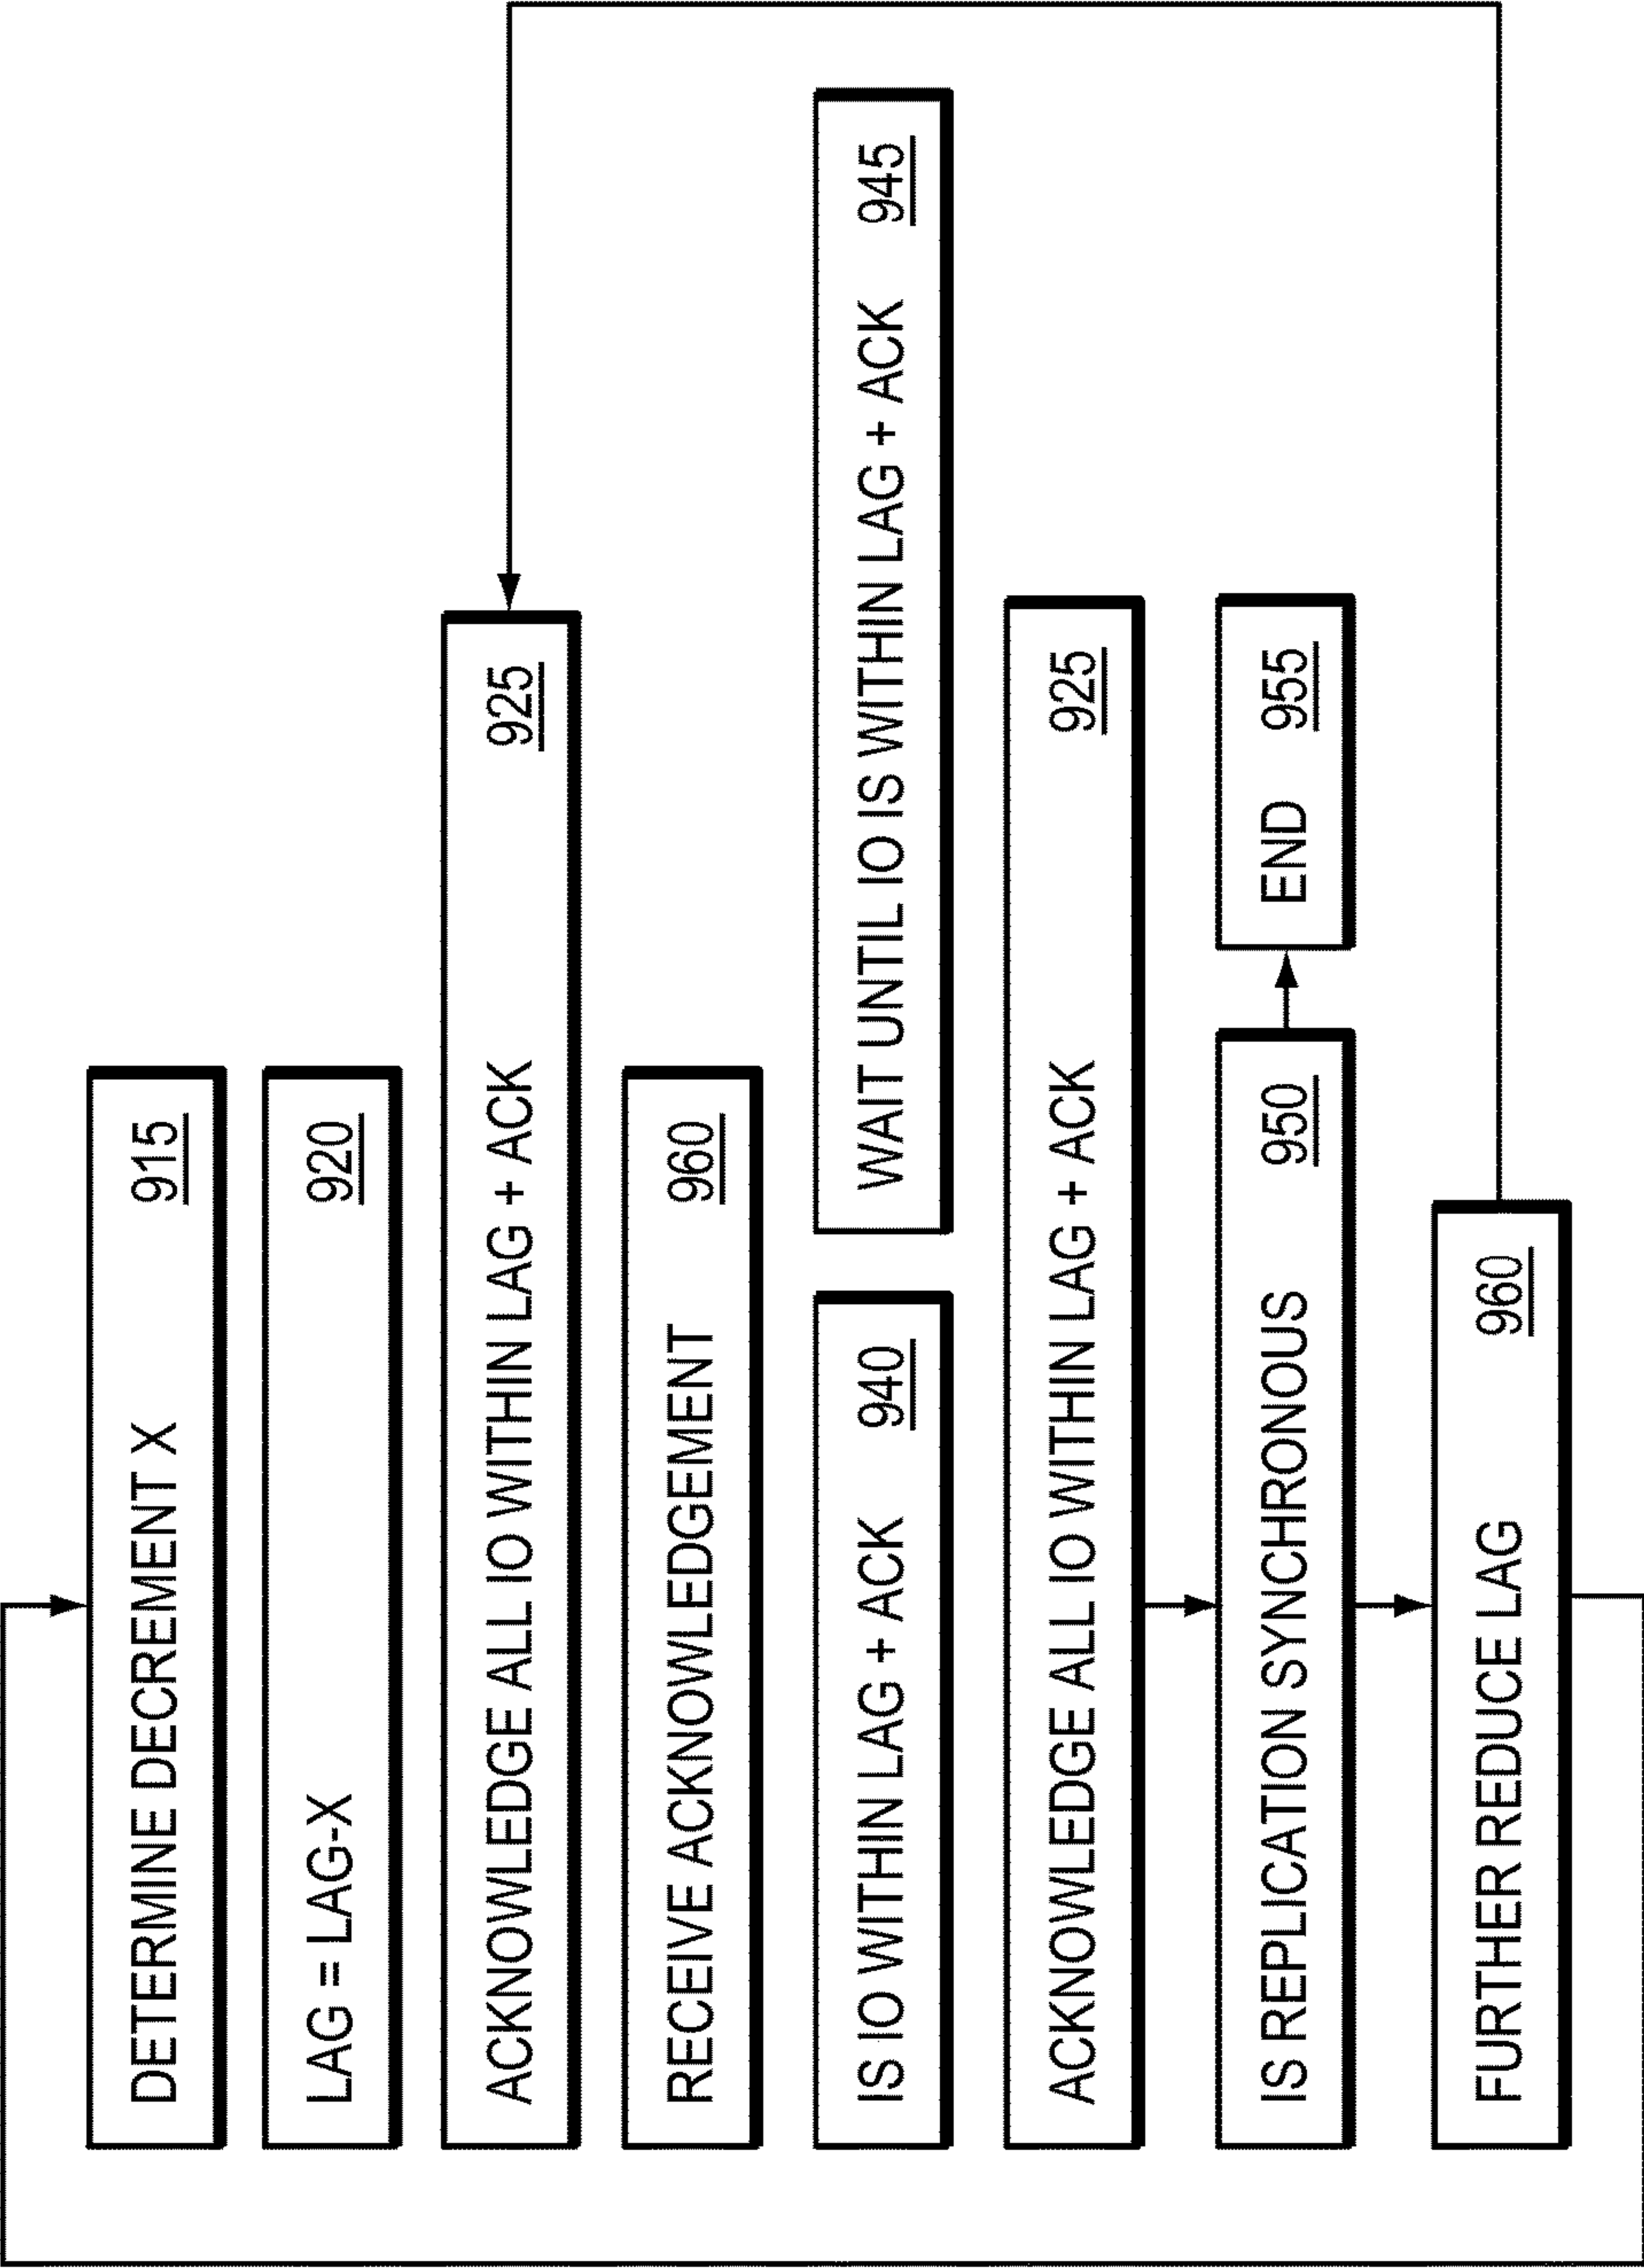 DETERMINE DECREMENT X 915
LAG = LAG-X 920
ACKNOWLEDGE ALL IO WITHIN LAG + ACK 925
RECEIVE ACKNOWLEDGEMENT 960
IS IO WITHIN LAG + ACK 940
WAIT UNTIL IO IS WITHIN LAG + ACK 945
ACKNOWLEDGE ALL IO WITHIN LAG + ACK 925
IS REPLICATION SYNCHRONOUS 950
END 955
FURTHER REDUCE LAG 960